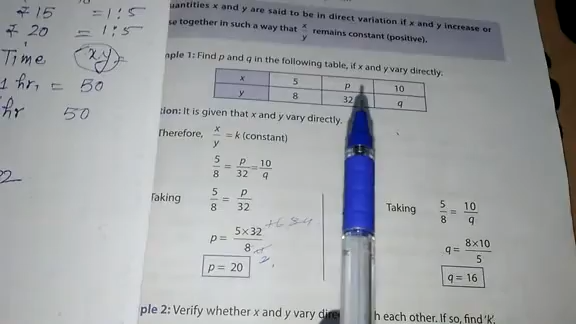 ₹ 15 = 1:5
₹ 20 = 1:5
Time xy =
1 hr, = 50
hr 50
2
uantities x and y are said to be in direct variation if x and y increase or
se together in such a way that x/y remains constant (positive).
mple 1: Find p and q in the following table, if x and y vary directly.
x 5 p 10
y 8 32 q
tion: It is given that x and y vary directly.
Therefore, x/y = k (constant)
5/8 = p/32 = 10/q
Taking 5/8 = p/32
p = 5×32/8
p = 20
Taking 5/8 = 10/q
q = 8×10/5
q = 16
ple 2: Verify whether x and y vary dire h each other. If so, find 'k'.